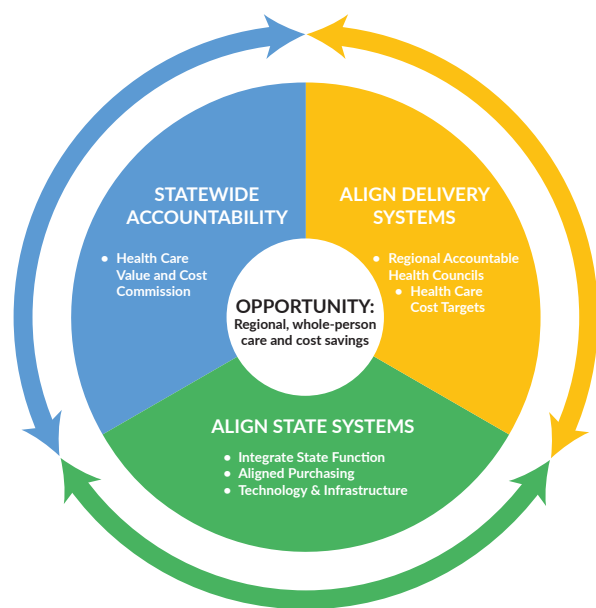 STATEWIDE
ACCOUNTABILITY
• Health Care
Value and Cost
Commission
ALIGN DELIVERY
SYSTEMS
• Regional Accountable
Health Councils
• Health Care
Cost Targets
OPPORTUNITY:
Regional, whole-person
care and cost savings
ALIGN STATE SYSTEMS
• Integrate State Function
• Aligned Purchasing
• Technology & Infrastructure